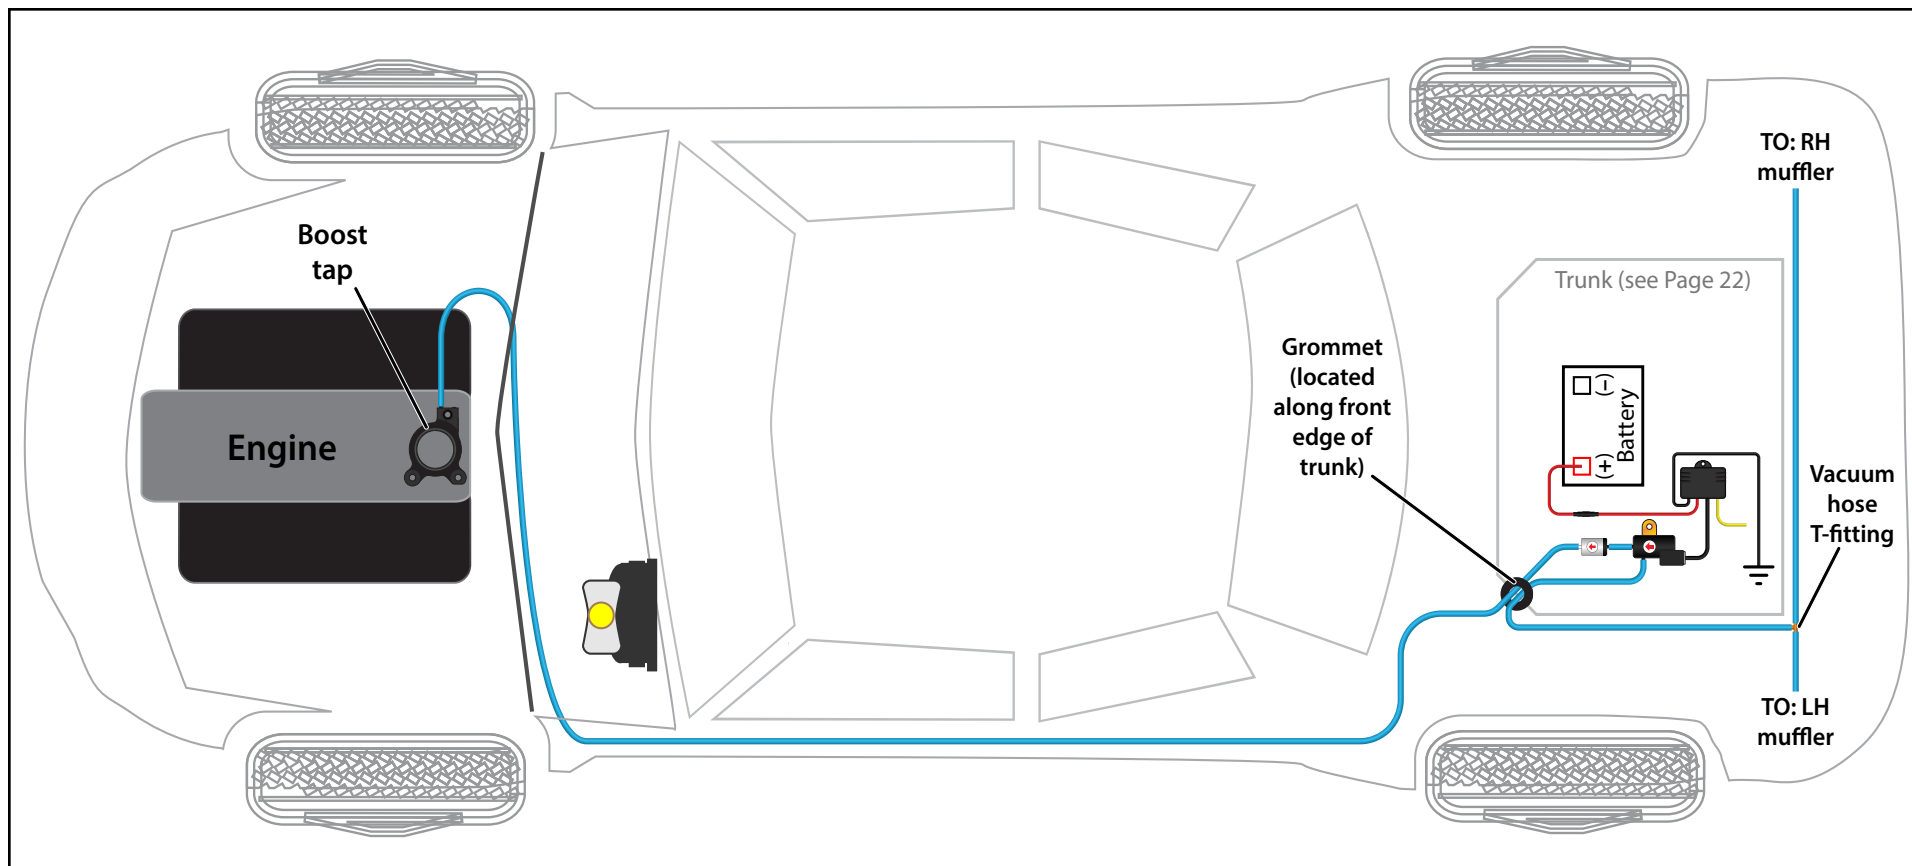 Boost
tap
Engine
Grommet
(located
along front
edge of
trunk)
Trunk (see Page 22)
(-)
(+)
Battery
TO: RH
muffler
Vacuum
hose
T-fitting
TO: LH
muffler